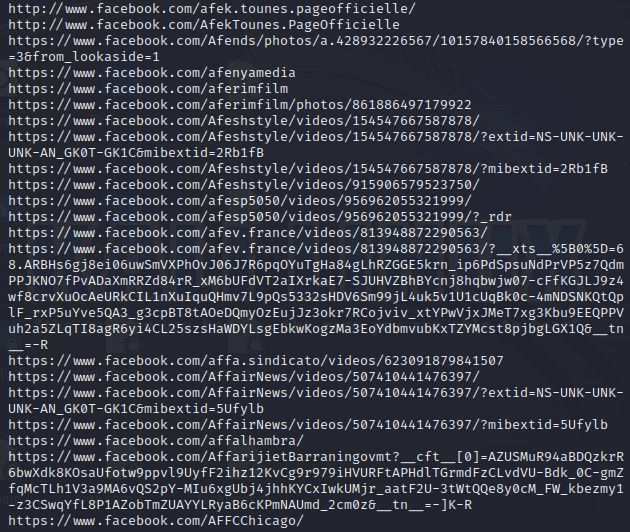 http://www.facebook.com/afek.tounes.pageofficielle/
http://www.facebook.com/AfekTounes.PageOfficielle
https://www.facebook.com/Afends/photos/a.428932226567/10157840158566568/?type
=3&from_lookaside=1
https://www.facebook.com/afenyamedia
https://www.facebook.com/aferimfilm
https://www.facebook.com/aferimfilm/photos/861886497179922
https://www.facebook.com/Afeshstyle/videos/154547667587878/
https://www.facebook.com/Afeshstyle/videos/154547667587878/?extid=NS-UNK-UNK-
UNK-AN_GK0T-GK1C&mibextid=2Rb1fB
https://www.facebook.com/Afeshstyle/videos/154547667587878/?mibextid=2Rb1fB
https://www.facebook.com/Afeshstyle/videos/915906579523750/
https://www.facebook.com/afesp5050/videos/956962055321999/
https://www.facebook.com/afesp5050/videos/956962055321999/?_rdr
https://www.facebook.com/afev.france/videos/813948872290563/
https://www.facebook.com/afev.france/videos/813948872290563/?__xts__%5B0%5D=6
8.ARBHs6gj8ei06uwSmVXPhOvJ06J7R6pqOYuTgHa84gLhRZGGE5krn_ip6PdSpsuNdPrVP5z7Qdm
PPJKNO7fPvADaXmRRZd84rR_xM6bUFdVT2aIXrkaE7-SJUHVZBhBYcnj8hqbwjw07-cFfKGJLJ9z4
wf8crvXuOcAeURkCIL1nXuIquQHmv7L9pQs5332sHDV6Sm99jL4uk5v1U1cUqBk0c-4mNDSNKQtQp
lF_rxP5uYve5QA3_g3cpBT8tAOeDQmyOzEujJz3okr7RCojviv_xtYPwVjxJMeT7xg3Kbu9EEQPPV
uh2a5ZLqTI8agR6yi4CL25szsHaWDYLsgEbkwKogzMa3EoYdbmvubKxTZYMcst8pjbgLGX1Q&__tn
__=-R
https://www.facebook.com/affa.sindicato/videos/623091879841507
https://www.facebook.com/AffairNews/videos/507410441476397/
https://www.facebook.com/AffairNews/videos/507410441476397/?extid=NS-UNK-UNK-
UNK-AN_GK0T-GK1C&mibextid=5Ufylb
https://www.facebook.com/AffairNews/videos/507410441476397/?mibextid=5Ufylb
https://www.facebook.com/affalhambra/
https://www.facebook.com/AffarijietBarraningovmt?__cft__[0]=AZUSMuR94aBDQzkrR
6bwXdk8KOsaUfotw9ppvl9UyfF2ihz12KvCg9r979iHVURFtAPHdlTGrmdFzCLvdVU-Bdk_0C-gmZ
fqMcTLh1V3a9MA6vQS2pY-MIu6xgUbj4jhhKYCxIwkUMjr_aatF2U-3tWtQQe8y0cM_FW_kbezmy1
-z3CSwqYfL8P1AZobTmZUAYYLRyaB6cKPmNAUmd_2cm0z&__tn__=-]K-R
https://www.facebook.com/AFFCChicago/